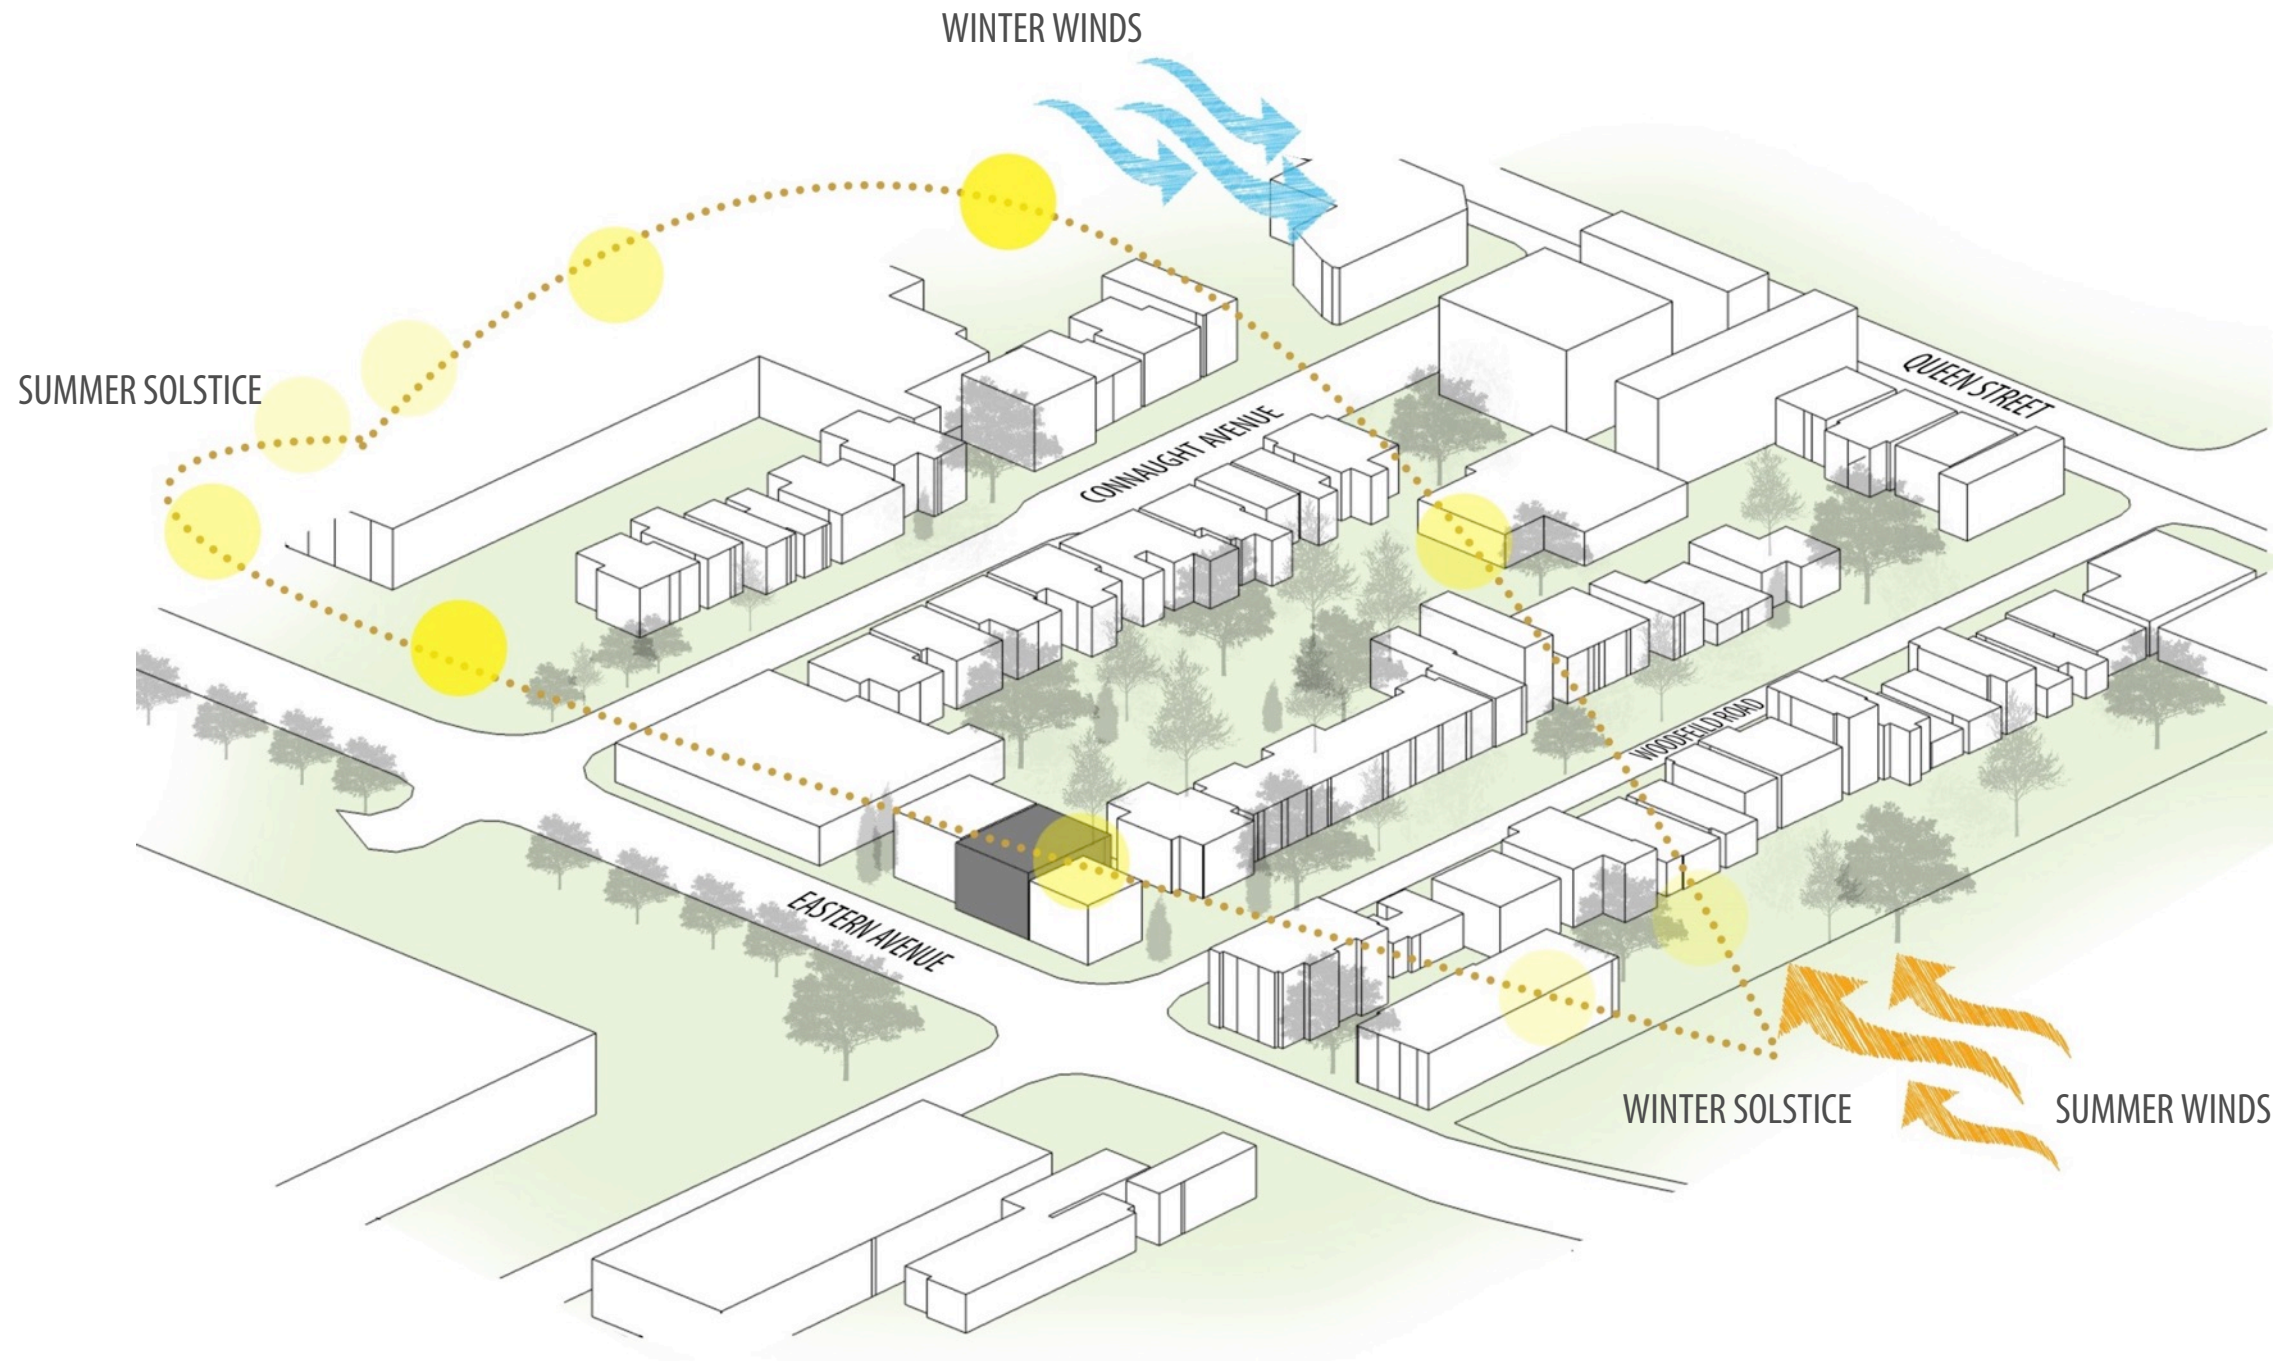 WINTER WINDS
SUMMER SOLSTICE
QUEEN STREET
CONNAUGHT AVENUE
WOODFEILD ROAD
EASTERN AVENUE
WINTER SOLSTICE
SUMMER WINDS